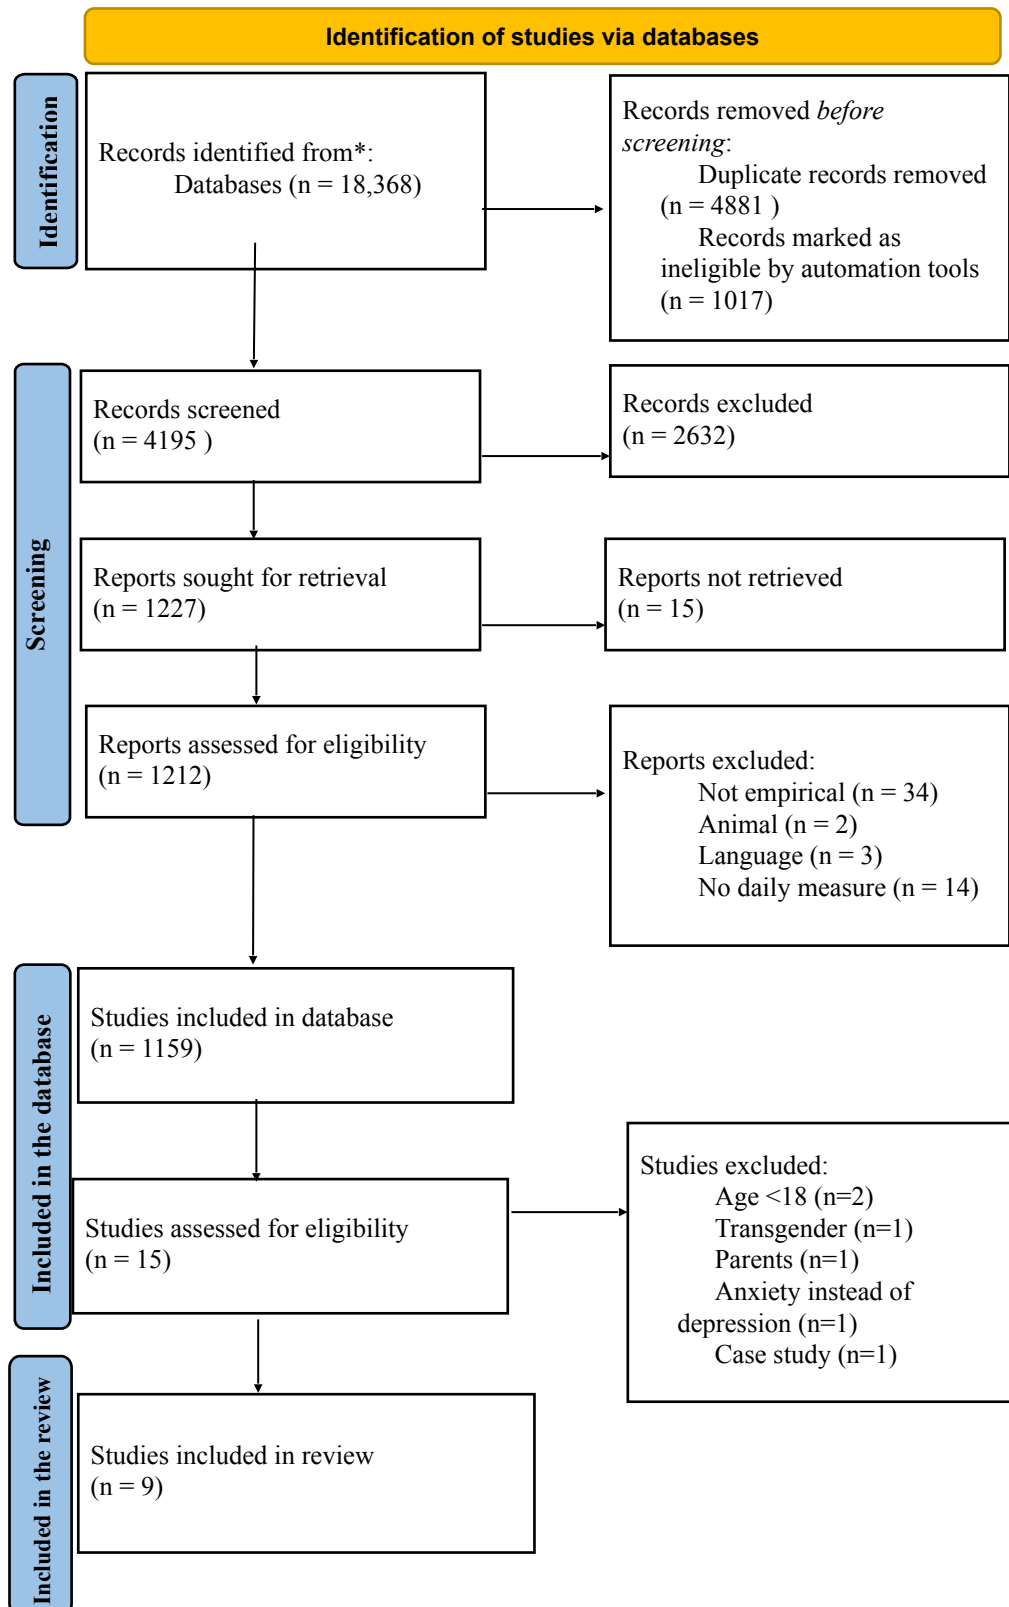 Identification of studies via databases
Identification
Records identified from*:
Databases (n = 18,368)
Records removed before
screening:
Duplicate records removed
(n = 4881 )
Records marked as
ineligible by automation tools
(n = 1017)
Screening
Records screened
(n = 4195 )
Records excluded
(n = 2632)
Reports sought for retrieval
(n = 1227)
Reports not retrieved
(n = 15)
Reports assessed for eligibility
(n = 1212)
Reports excluded:
Not empirical (n = 34)
Animal (n = 2)
Language (n = 3)
No daily measure (n = 14)
Included in the database
Studies included in database
(n = 1159)
Studies assessed for eligibility
(n = 15)
Studies excluded:
Age <18 (n=2)
Transgender (n=1)
Parents (n=1)
Anxiety instead of
depression (n=1)
Case study (n=1)
Included in the review
Studies included in review
(n = 9)